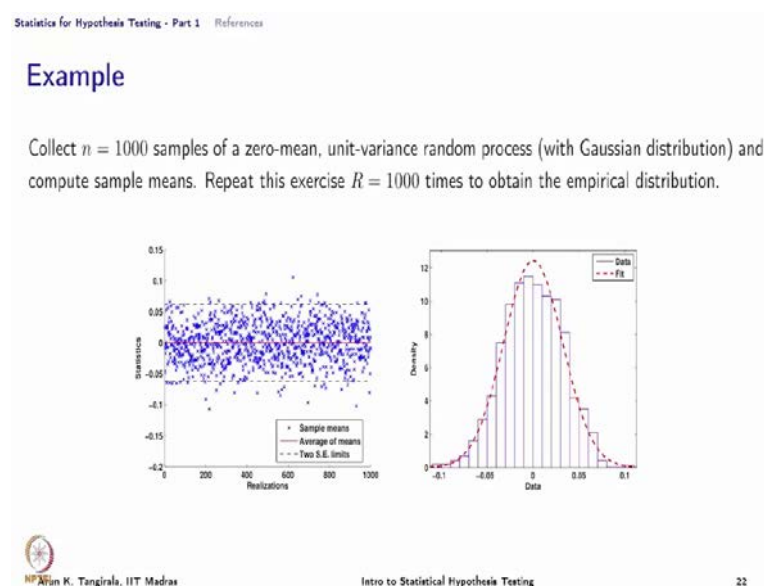 Statistics for Hypothesis Testing - Part 1 References
Example
Collect n = 1000 samples of a zero-mean, unit-variance random process (with Gaussian distribution) and
compute sample means. Repeat this exercise R = 1000 times to obtain the empirical distribution.
0.15
0.1
0.05
0
-0.05
-0.1
-0.15
-0.2
Statistics
0 200 400 600 800 1000
Realizations
Sample means
Average of means
Two S.E. limits
12
10
8
6
4
2
0
Density
-0.1 -0.05 0 0.05 0.1
Data
Data
Fit
NPTEL
Arun K. Tangirala, IIT Madras Intro to Statistical Hypothesis Testing 22